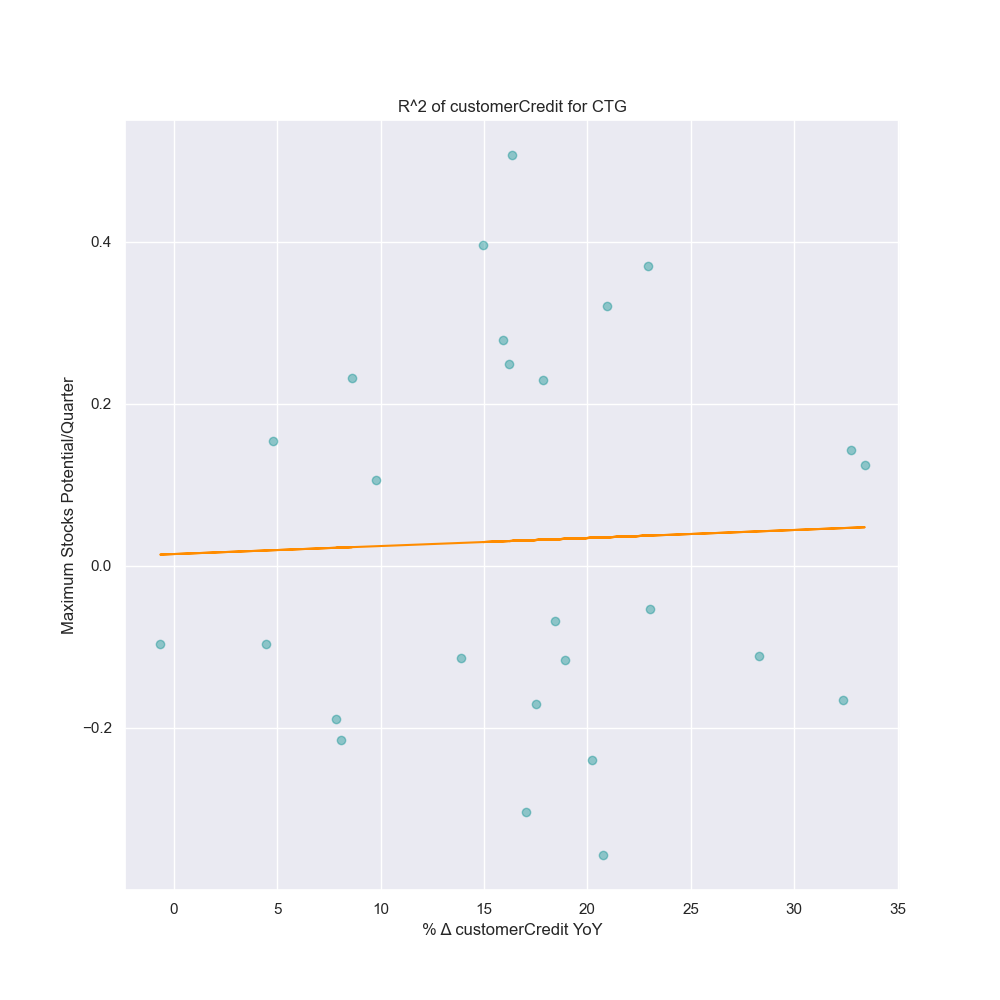 R^2 of customerCredit for CTG
Maximum Stocks Potential/Quarter
0.4
0.2
0.0
−0.2
0 5 10 15 20 25 30 35
% Δ customerCredit YoY